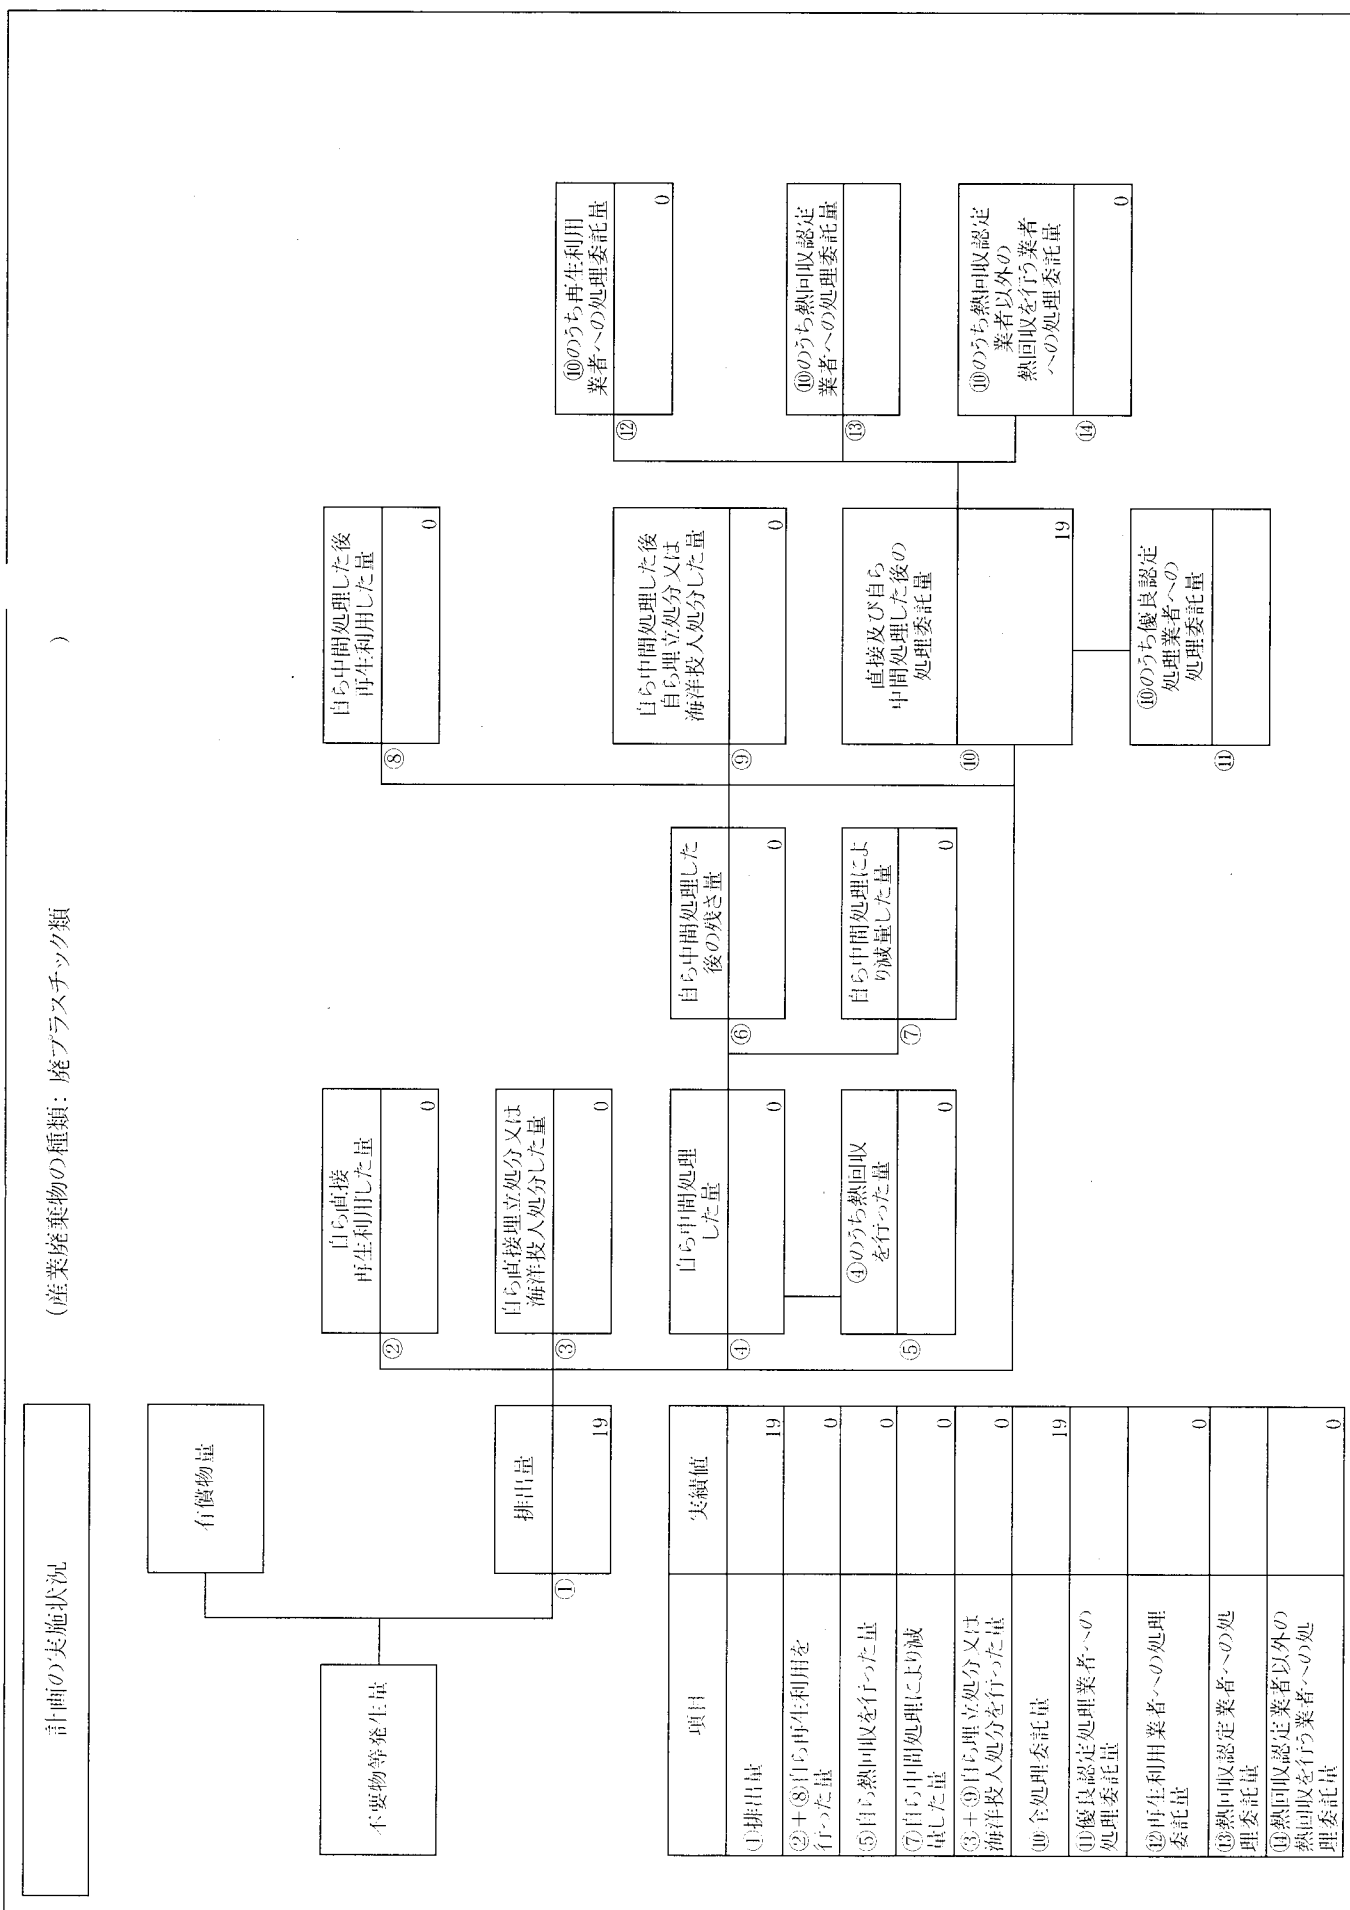 計画の実施状況
(産業廃棄物の種類：廃プラスチック類 )
不要物等発生量
有償物量
①
排出量
19
②
自ら直接
再生利用した量
0
③
自ら直接埋立処分又は
海洋投入処分した量
0
④
自ら中間処理
した量
0
⑤
④のうち熱回収
を行った量
0
⑥
自ら中間処理した
後の残さ量
0
⑦
自ら中間処理によ
り減量した量
0
⑧
自ら中間処理した後
再生利用した量
0
⑨
自ら中間処理した後
自ら埋立処分又は
海洋投入処分した量
0
⑩
直接及び自ら
中間処理した後の
処理委託量
19
⑪
⑩のうち優良認定
処理業者への
処理委託量
⑫
⑩のうち再生利用
業者への処理委託量
0
⑬
⑩のうち熱回収認定
業者への処理委託量
⑭
⑩のうち熱回収認定
業者以外の
熱回収を行う業者
への処理委託量
0
項目 実績値
①排出量 19
②＋⑧自ら再生利用を
行った量 0
⑤自ら熱回収を行った量 0
⑦自ら中間処理により減
量した量 0
③＋⑨自ら埋立処分又は
海洋投入処分を行った量 0
⑩全処理委託量 19
⑪優良認定処理業者への
処理委託量
⑫再生利用業者への処理
委託量 0
⑬熱回収認定業者への処
理委託量
⑭熱回収認定業者以外の
熱回収を行う業者への処
理委託量 0